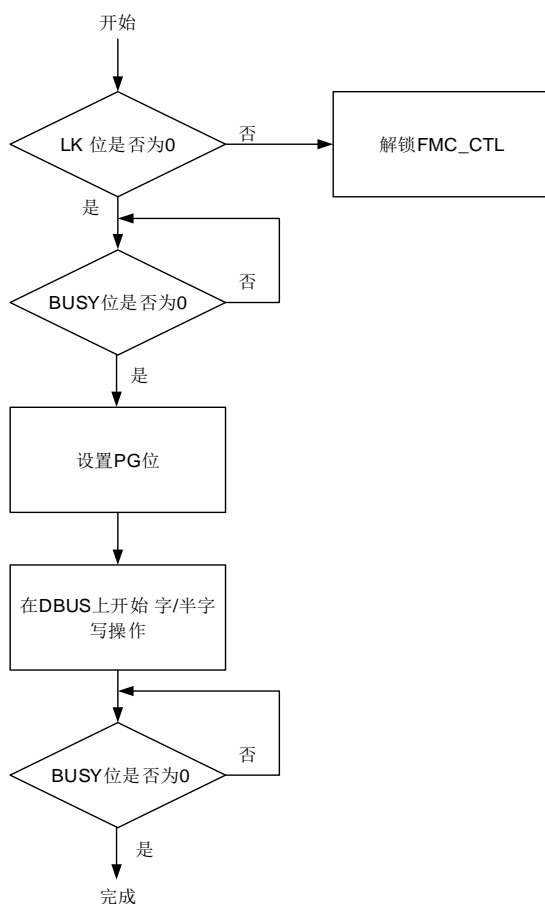 开始
LK 位是否为0
否
解锁FMC_CTL
是
BUSY位是否为0
否
是
设置PG位
在DBUS上开始 字/半字
写操作
BUSY位是否为0
否
是
完成